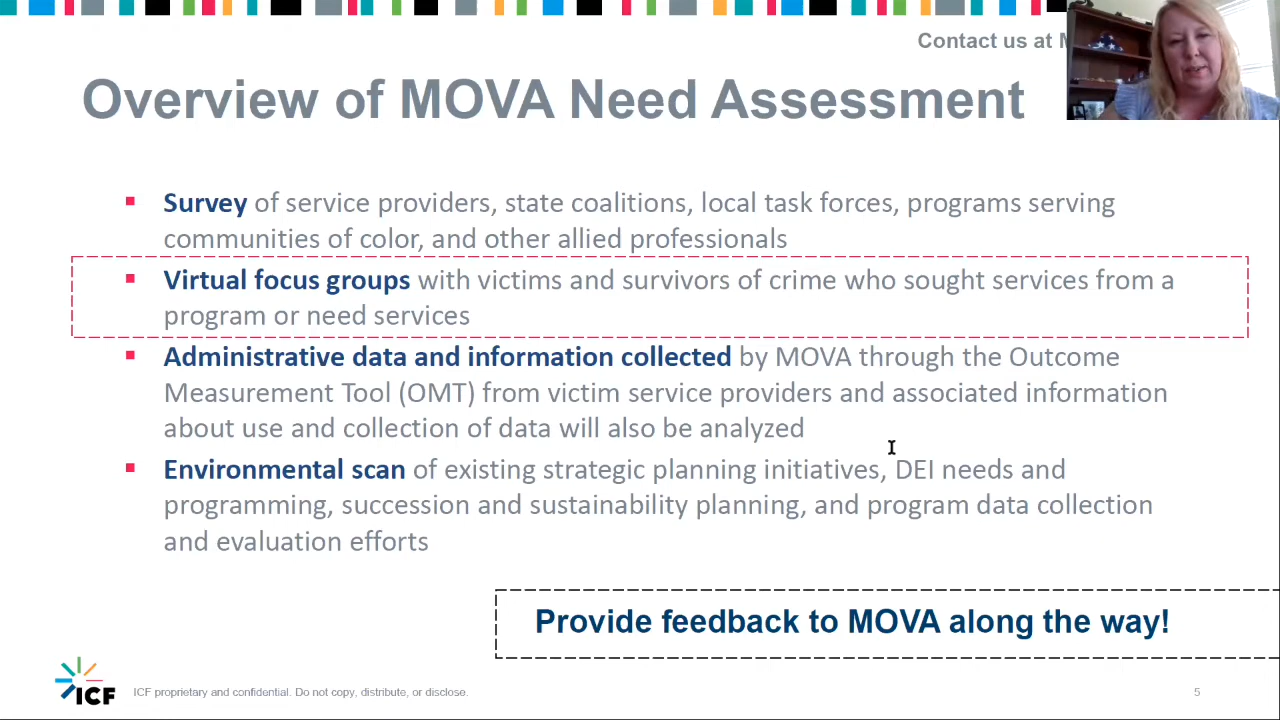 Contact us at
Overview of MOVA Need Assessment
▪ Survey of service providers, state coalitions, local task forces, programs serving
communities of color, and other allied professionals
▪ Virtual focus groups with victims and survivors of crime who sought services from a
program or need services
▪ Administrative data and information collected by MOVA through the Outcome
Measurement Tool (OMT) from victim service providers and associated information
about use and collection of data will also be analyzed
▪ Environmental scan of existing strategic planning initiatives, DEI needs and
programming, succession and sustainability planning, and program data collection
and evaluation efforts
Provide feedback to MOVA along the way!
ICF
ICF proprietary and confidential. Do not copy, distribute, or disclose.
5